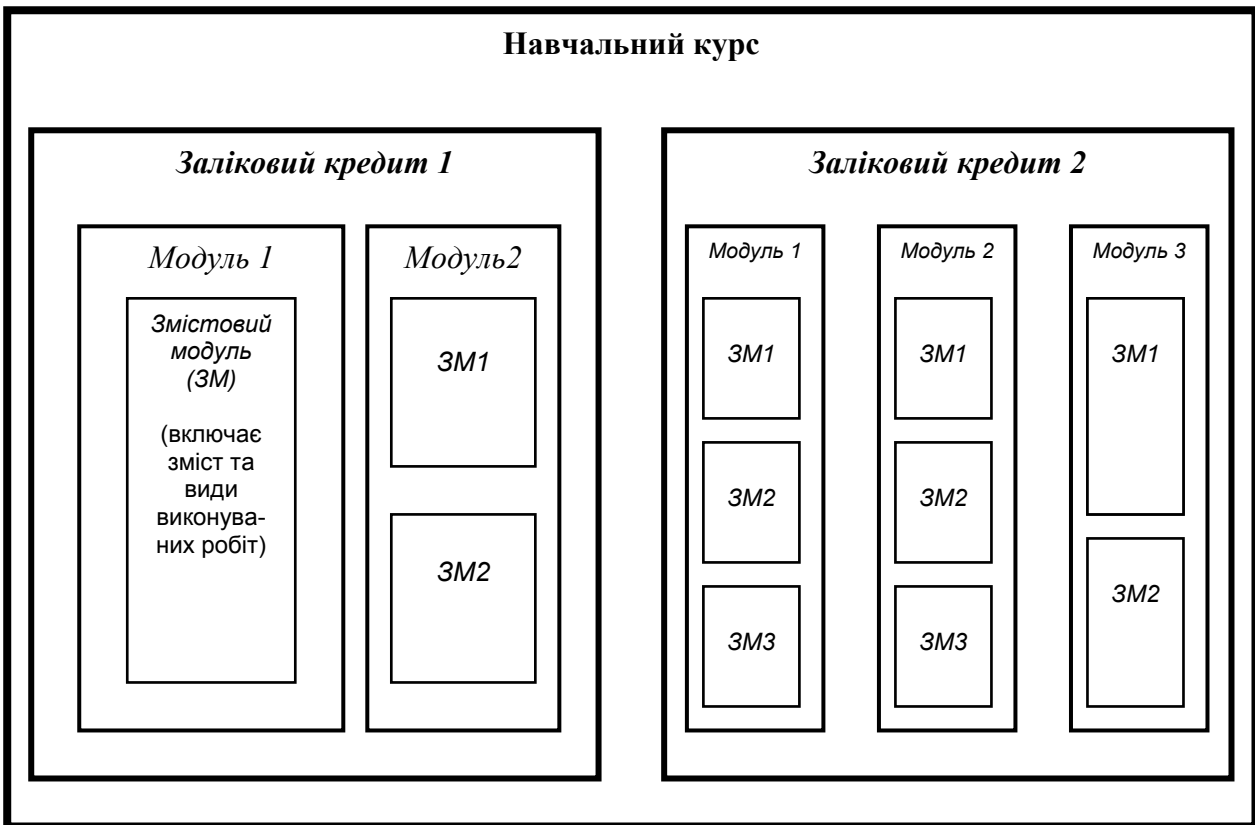 Навчальний курс
Заліковий кредит 1
Модуль 1
Змістовий
модуль
(ЗМ)
(включає
зміст та
види
виконува-
них робіт)
Модуль2
ЗМ1
ЗМ2
Заліковий кредит 2
Модуль 1
ЗМ1
ЗМ2
ЗМ3
Модуль 2
ЗМ1
ЗМ2
ЗМ3
Модуль 3
ЗМ1
ЗМ2